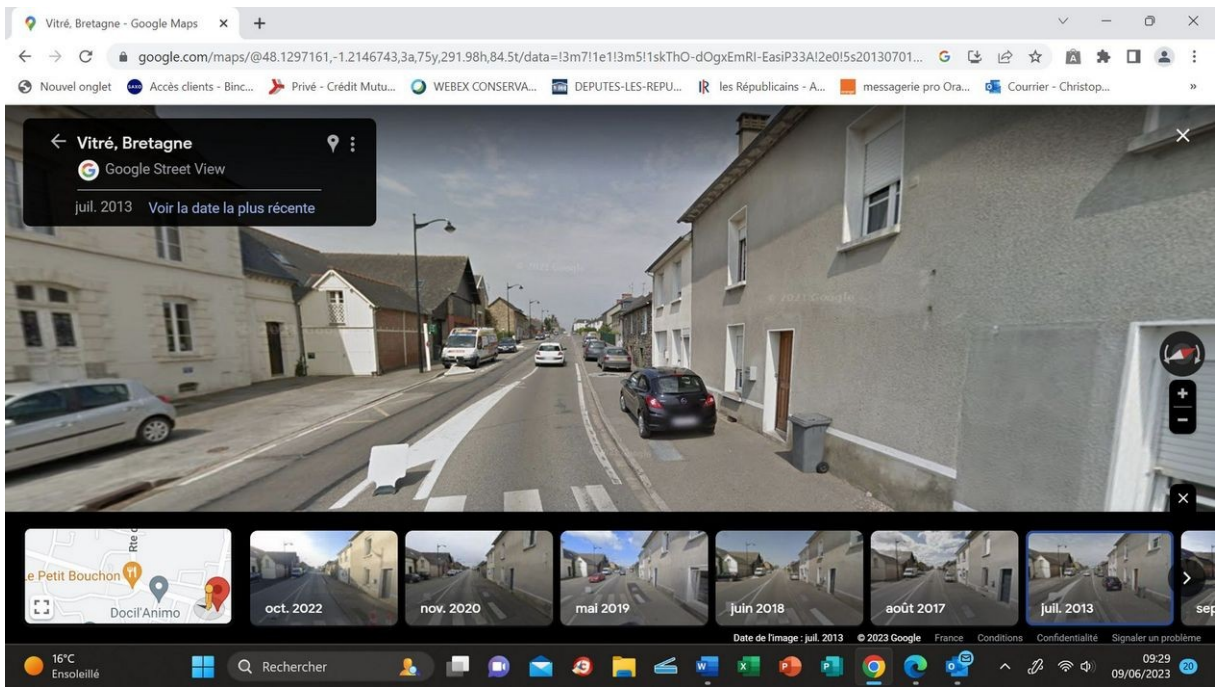 Vitré, Bretagne - Google Maps
google.com/maps/@48.1297161,-1.2146743,3a,75y,291.98h,84.5t/data=!3m7!1e1!3m5!1skThO-dOgxEmRI-EasiP33A!2e0!5s20130701...
Nouvel onglet Accès clients - Binc... Privé - Crédit Mutu... WEBEX CONSERVA... DEPUTES-LES-REPU... les Républicains - A... messagerie pro Ora... Courrier - Christop... »
Vitré, Bretagne
Google Street View
juil. 2013 Voir la date la plus récente
© 2021 Google
Rte d
e Petit Bouchon
Docil'Animo
oct. 2022 nov. 2020 mai 2019 juin 2018 août 2017 juil. 2013 sep
Date de l'image : juil. 2013 © 2023 Google France Conditions Confidentialité Signaler un problème
16°C
Ensoleillé
Rechercher
09:29
09/06/2023
20